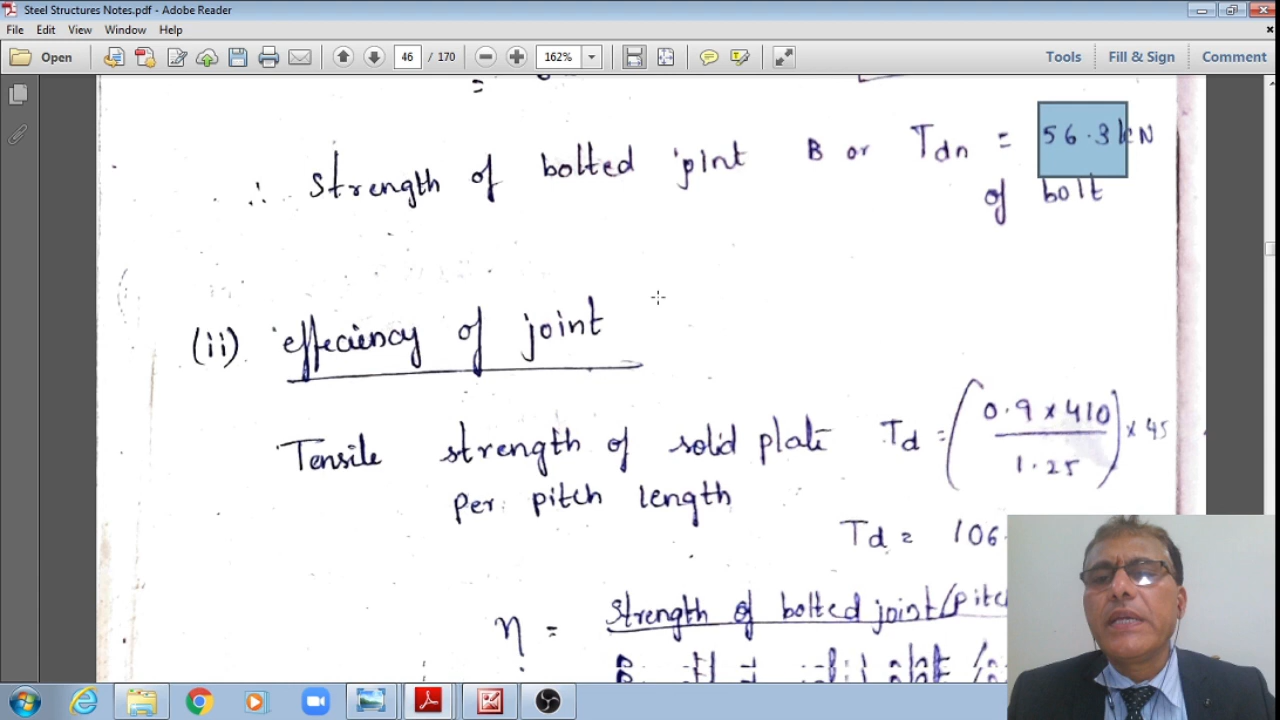 Steel Structures Notes.pdf - Adobe Reader
File Edit View Window Help
Open 46 / 170 162% Tools Fill & Sign Comment
=
∴ Strength of bolted joint B or Tdn = 56.3 kN
of bolt
(ii) effeciency of joint
Tensile strength of solid plate Td = (0.9 × 410 / 1.25) × 45
Per pitch length
Td = 106.
η = Strength of bolted joint/pitc